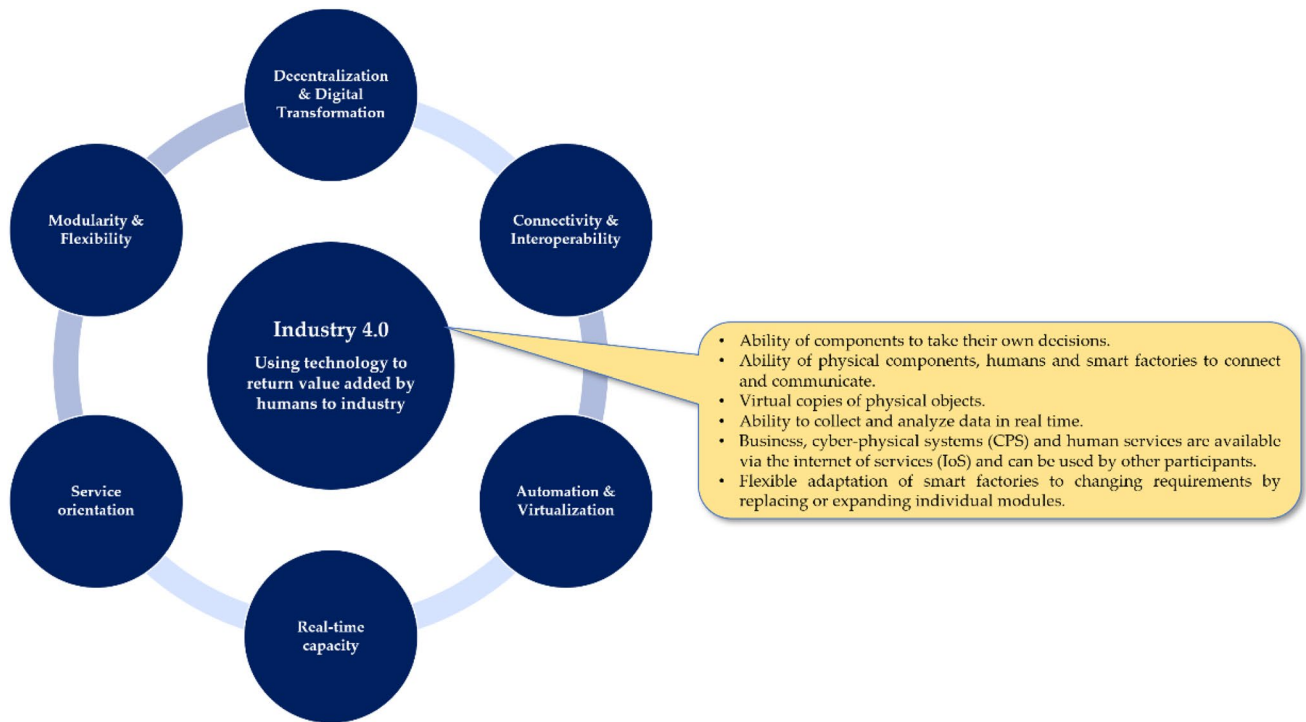 Decentralization
& Digital
Transformation
Modularity &
Flexibility
Connectivity &
Interoperability
Industry 4.0
Using technology to
return value added by
humans to industry
• Ability of components to take their own decisions.
• Ability of physical components, humans and smart factories to connect
and communicate.
• Virtual copies of physical objects.
• Ability to collect and analyze data in real time.
• Business, cyber-physical systems (CPS) and human services are available
via the internet of services (IoS) and can be used by other participants.
• Flexible adaptation of smart factories to changing requirements by
replacing or expanding individual modules.
Service
orientation
Automation &
Virtualization
Real-time
capacity